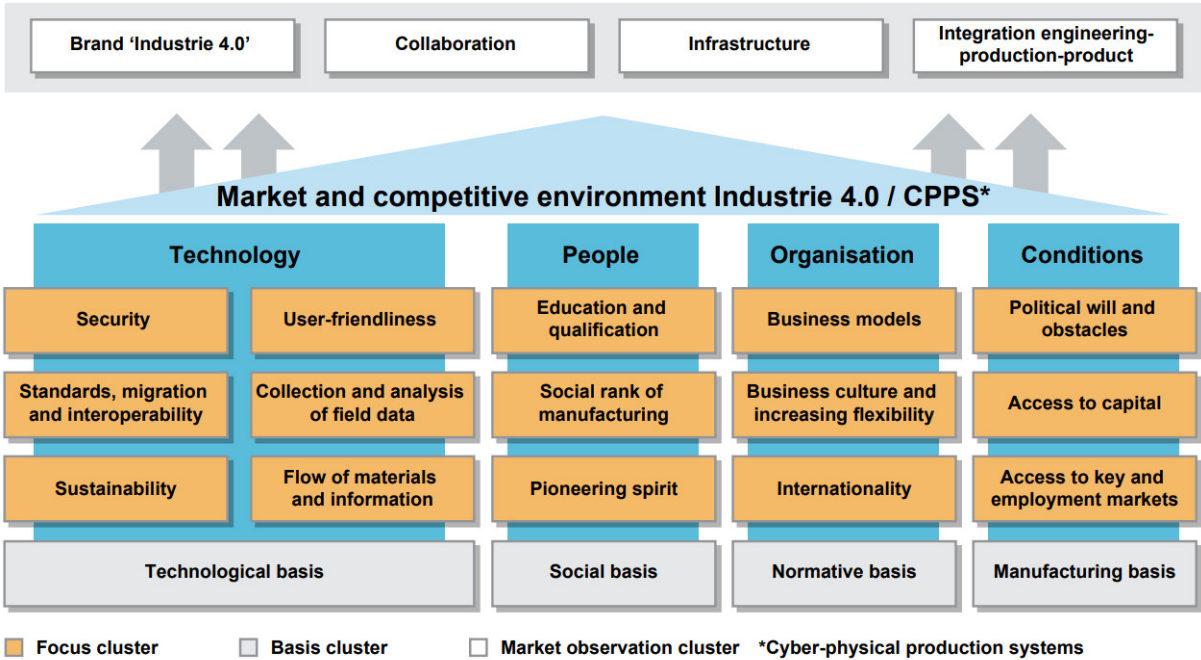 Brand ‘Industrie 4.0’
Collaboration
Infrastructure
Integration engineering-
production-product
Market and competitive environment Industrie 4.0 / CPPS*
Technology
People
Organisation
Conditions
Security
User-friendliness
Education and
qualification
Business models
Political will and
obstacles
Standards, migration
and interoperability
Collection and analysis
of field data
Social rank of
manufacturing
Business culture and
increasing flexibility
Access to capital
Sustainability
Flow of materials
and information
Pioneering spirit
Internationality
Access to key and
employment markets
Technological basis
Social basis
Normative basis
Manufacturing basis
Focus cluster
Basis cluster
Market observation cluster
*Cyber-physical production systems